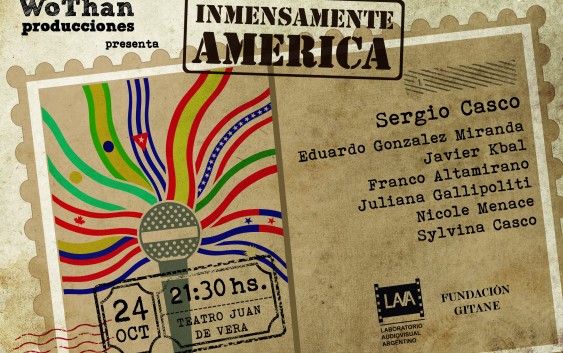 WoThan
producciones
presenta
INMENSAMENTE
AMERICA
Sergio Casco
Eduardo Gonzalez Miranda
Javier Kbal
Franco Altamirano
Juliana Gallipoliti
Nicole Menace
Sylvina Casco
24
OCT
21:30 hs.
TEATRO JUAN
DE VERA
LAVA
LABORATORIO
AUDIOVISUAL
ARGENTINO
FUNDACIÓN
GITANE